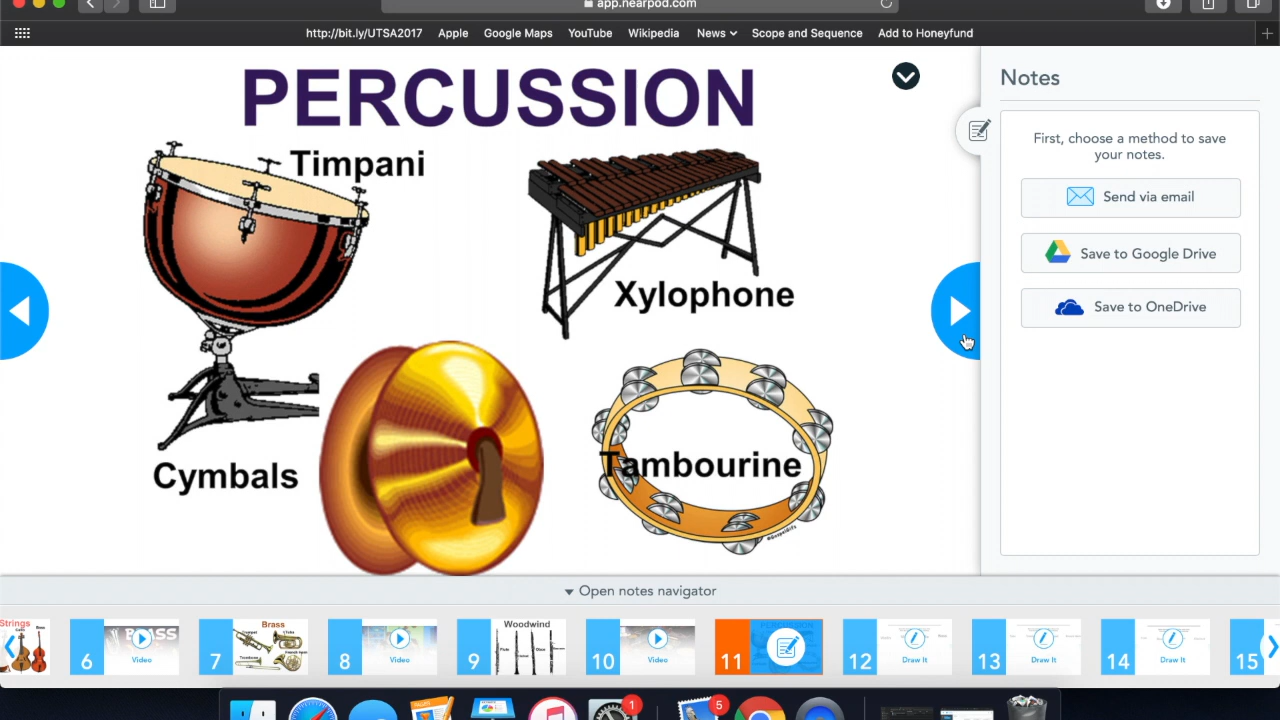 app.nearpod.com
http://bit.ly/UTSA2017 Apple Google Maps YouTube Wikipedia News Scope and Sequence Add to Honeyfund
PERCUSSION
Timpani
Xylophone
Cymbals
Tambourine
Notes
First, choose a method to save
your notes.
Send via email
Save to Google Drive
Save to OneDrive
Open notes navigator
Strings
6 Video
7 Brass
8 Video
9 Woodwind
10 Video
11 PERCUSSION
12 Draw It
13 Draw It
14 Draw It
15
1
5